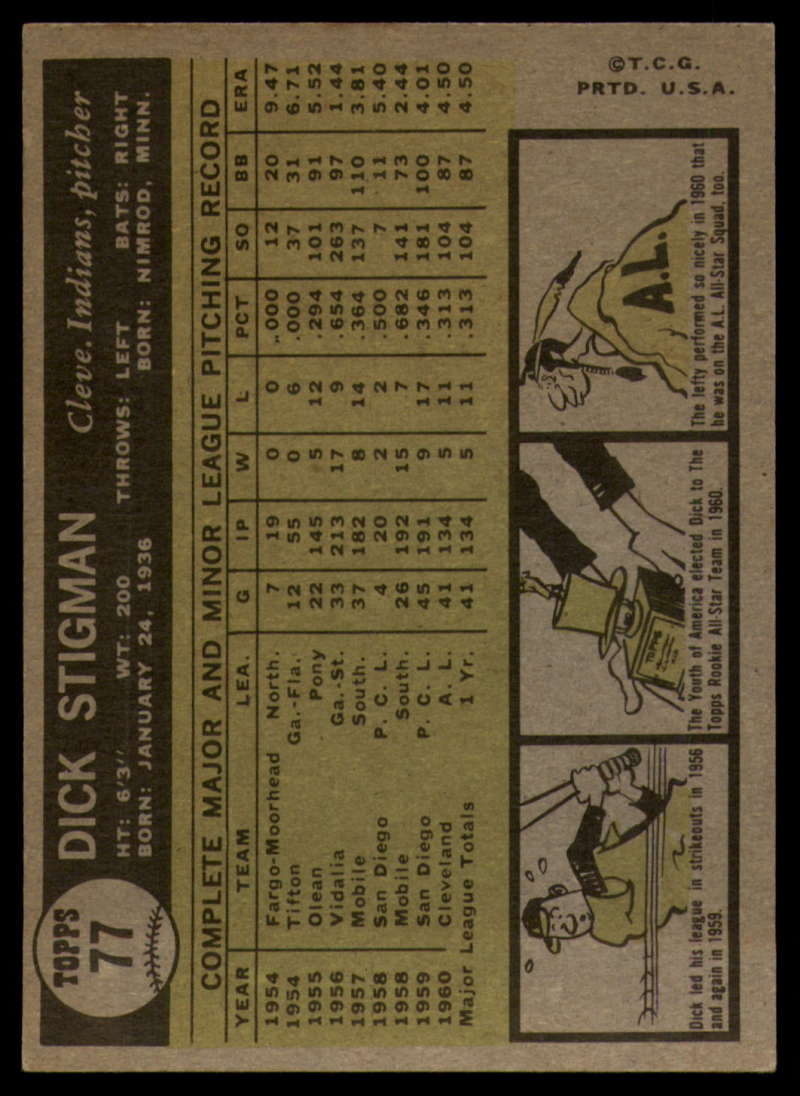 TOPPS
77
DICK STIGMAN Cleve. Indians, pitcher
HT: 6'3" WT: 200 THROWS: LEFT BATS: RIGHT
BORN: JANUARY 24, 1936 BORN: NIMROD, MINN.
COMPLETE MAJOR AND MINOR LEAGUE PITCHING RECORD
YEAR TEAM LEA. G IP W L PCT SO BB ERA
1954 Fargo-Moorhead North. 7 19 0 0 .000 12 20 9.47
1954 Tifton Ga.-Fla. 12 55 0 6 .000 37 31 6.71
1955 Olean Pony 22 145 5 12 .294 101 91 5.52
1956 Vidalia Ga.-St. 33 213 17 9 .654 263 97 1.44
1957 Mobile South. 37 182 8 14 .364 137 110 3.81
1958 San Diego P. C. L. 4 20 2 2 .500 7 11 5.40
1958 Mobile South. 26 192 15 7 .682 141 73 2.44
1959 San Diego P. C. L. 45 191 9 17 .346 181 100 4.01
1960 Cleveland A. L. 41 134 5 11 .313 104 87 4.50
Major League Totals 1 Yr. 41 134 5 11 .313 104 87 4.50
Dick led his league in strikeouts in 1956
and again in 1959.
TOPPS
The Youth of America elected Dick to The
Topps Rookie All-Star Team in 1960.
A.L.
The lefty performed so nicely in 1960 that
he was on the A.L. All-Star Squad, too.
©T.C.G.
PRTD. U.S.A.